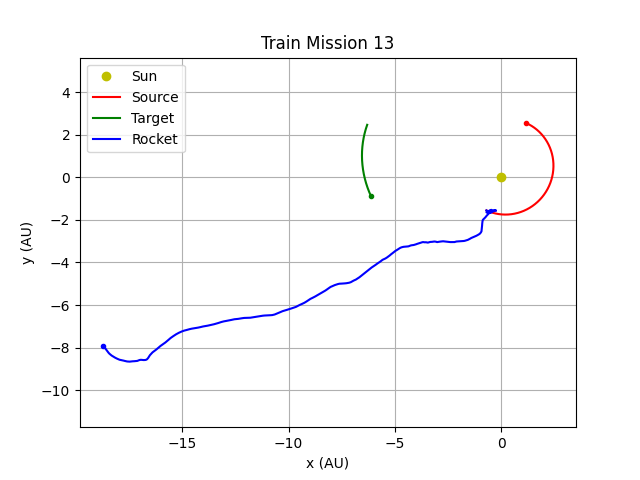 Train Mission 13
Sun
Source
Target
Rocket
4
2
0
−2
−4
−6
−8
−10
y (AU)
−15
−10
−5
0
x (AU)